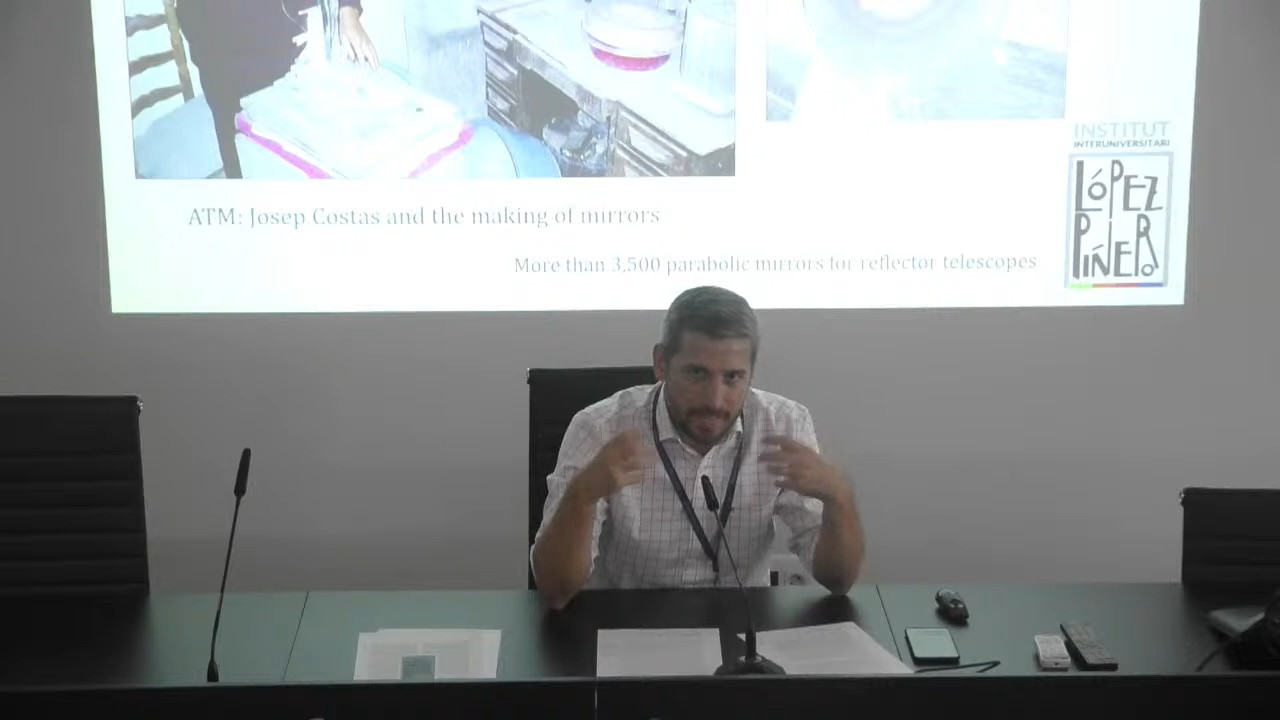 INSTITUT
INTERUNIVERSITARI
LÓPEZ
PIÑERO
ATM: Josep Costas and the making of mirrors
More than 3.500 parabolic mirrors for reflector telescopes